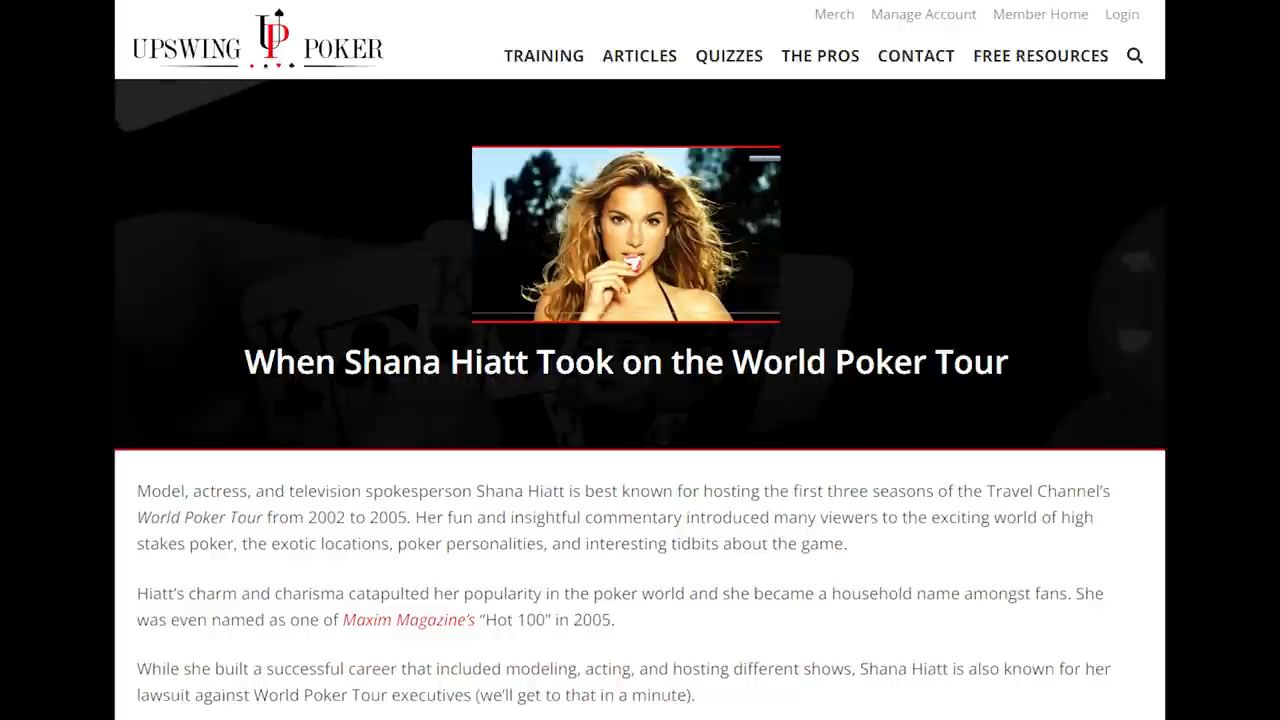 Merch Manage Account Member Home Login
UPSWING UP POKER
TRAINING ARTICLES QUIZZES THE PROS CONTACT FREE RESOURCES
When Shana Hiatt Took on the World Poker Tour
Model, actress, and television spokesperson Shana Hiatt is best known for hosting the first three seasons of the Travel Channel’s
World Poker Tour from 2002 to 2005. Her fun and insightful commentary introduced many viewers to the exciting world of high
stakes poker, the exotic locations, poker personalities, and interesting tidbits about the game.
Hiatt’s charm and charisma catapulted her popularity in the poker world and she became a household name amongst fans. She
was even named as one of Maxim Magazine’s “Hot 100” in 2005.
While she built a successful career that included modeling, acting, and hosting different shows, Shana Hiatt is also known for her
lawsuit against World Poker Tour executives (we’ll get to that in a minute).